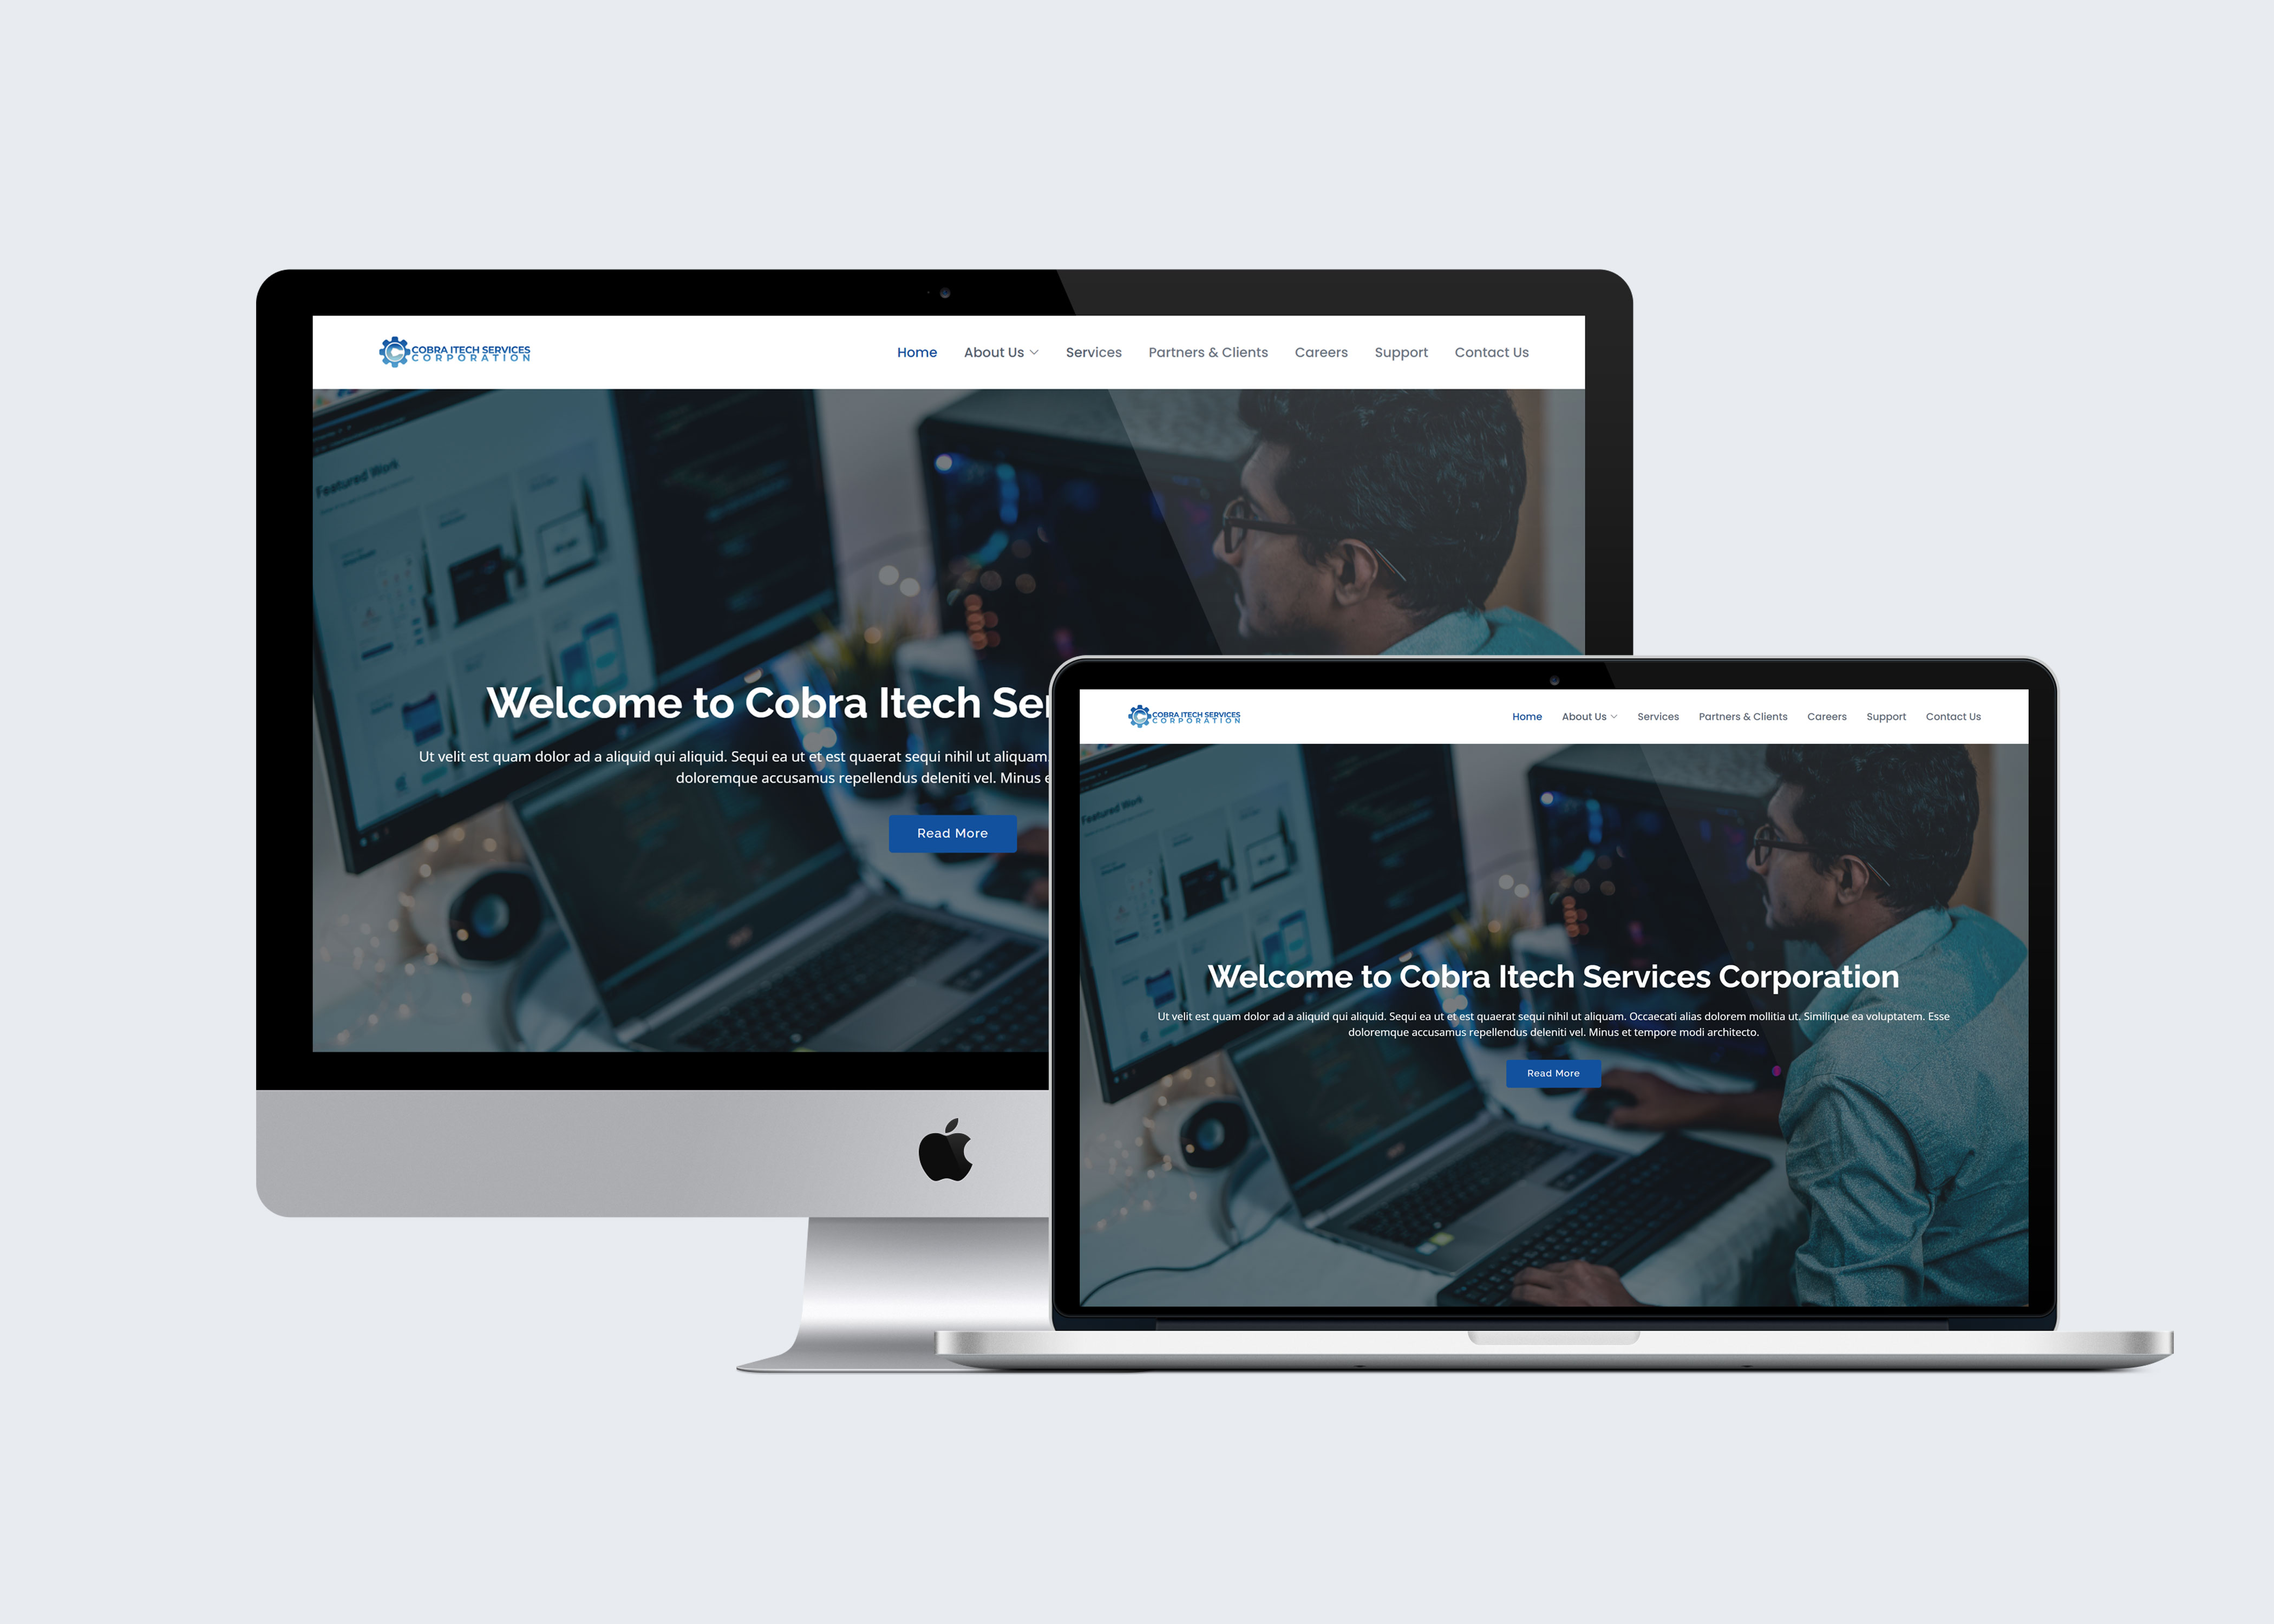 COBRA ITECH SERVICES
CORPORATION
Home About Us Services Partners & Clients Careers Support Contact Us
Featured Work
Welcome to Cobra Itech Ser
Ut velit est quam dolor ad a aliquid qui aliquid. Sequi ea ut et est quaerat sequi nihil ut aliquam.
doloremque accusamus repellendus deleniti vel. Minus e
Read More
COBRA ITECH SERVICES
CORPORATION
Home About Us Services Partners & Clients Careers Support Contact Us
Featured Work
Welcome to Cobra Itech Services Corporation
Ut velit est quam dolor ad a aliquid qui aliquid. Sequi ea ut et est quaerat sequi nihil ut aliquam. Occaecati alias dolorem mollitia ut. Similique ea voluptatem. Esse
doloremque accusamus repellendus deleniti vel. Minus et tempore modi architecto.
Read More